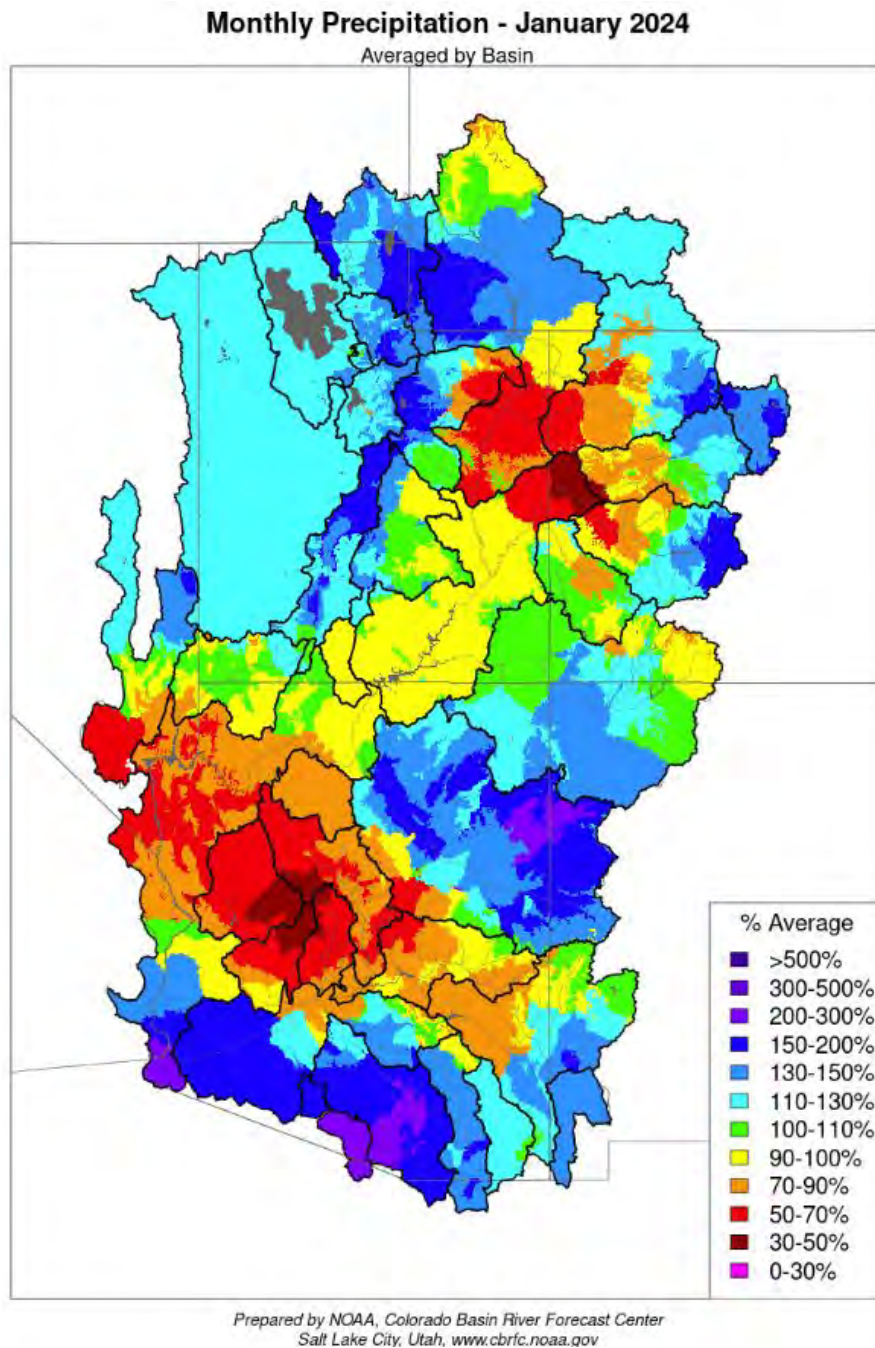 Monthly Precipitation - January 2024
Averaged by Basin
% Average
>500%
300-500%
200-300%
150-200%
130-150%
110-130%
100-110%
90-100%
70-90%
50-70%
30-50%
0-30%
Prepared by NOAA, Colorado Basin River Forecast Center
Salt Lake City, Utah, www.cbrfc.noaa.gov